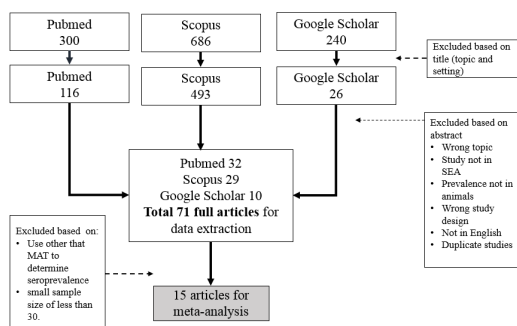 Pubmed
300
Scopus
686
Google Scholar
240
Excluded based on
title (topic and
setting)
Pubmed
116
Scopus
493
Google Scholar
26
Excluded based on
abstract
• Wrong topic
• Study not in
SEA
• Prevalence not in
animals
• Wrong study
design
• Not in English
• Duplicate studies
Pubmed 32
Scopus 29
Google Scholar 10
Total 71 full articles for
data extraction
Excluded based on:
• Use other that
MAT to
determine
seroprevalence
• small sample
size of less than
30.
15 articles for
meta-analysis